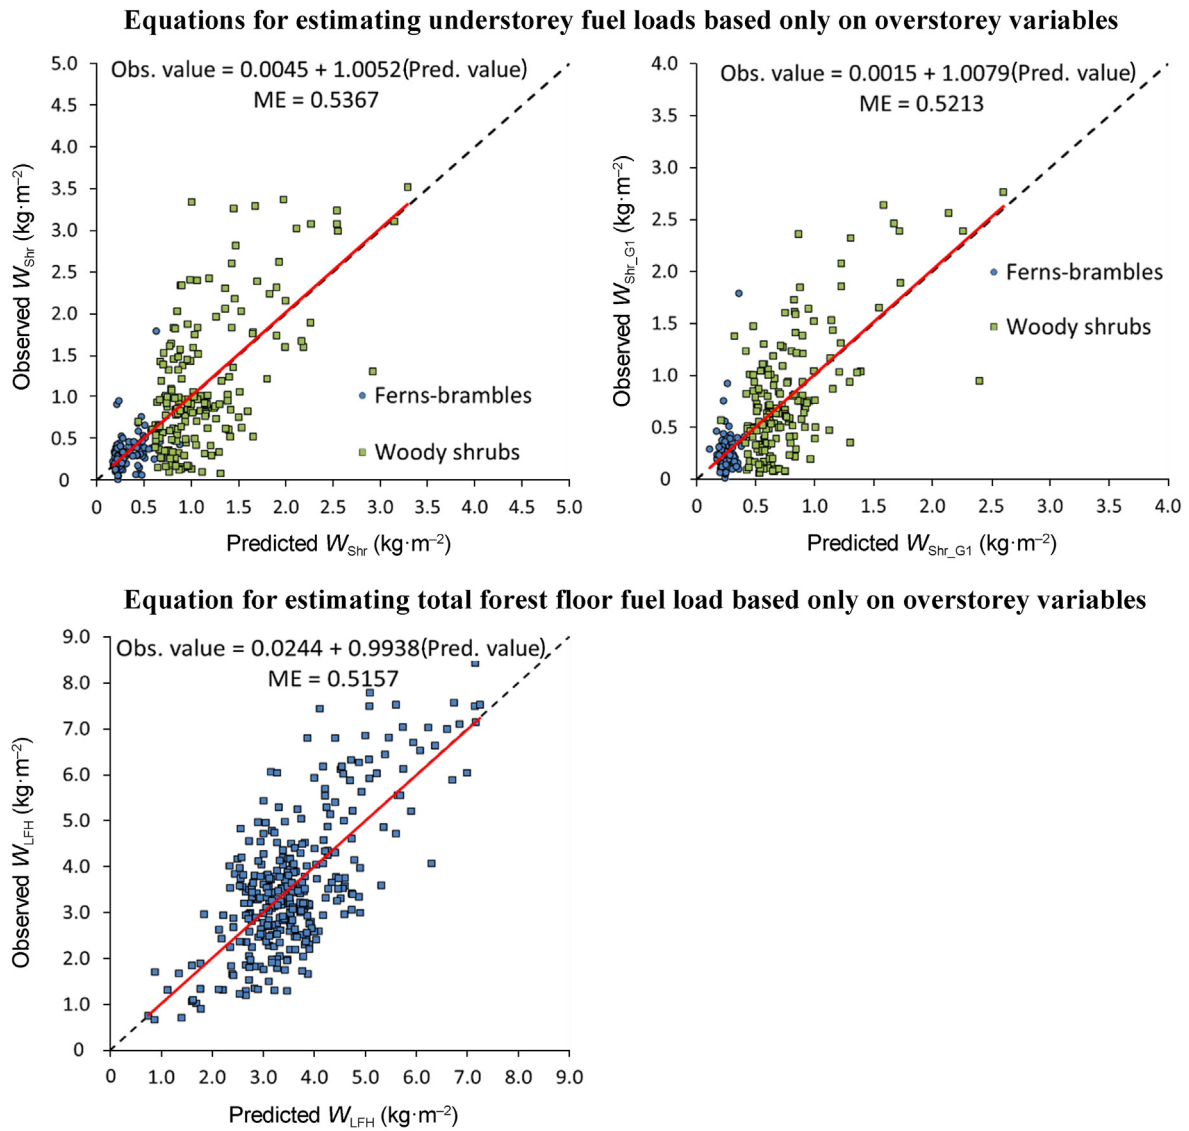 Equations for estimating understorey fuel loads based only on overstorey variables
Obs. value = 0.0045 + 1.0052(Pred. value)
ME = 0.5367
5.0
4.5
4.0
3.5
3.0
2.5
2.0
1.5
1.0
0.5
0
Observed WShr (kg·m–2)
Ferns-brambles
Woody shrubs
0 0.5 1.0 1.5 2.0 2.5 3.0 3.5 4.0 4.5 5.0
Predicted WShr (kg·m–2)
Obs. value = 0.0015 + 1.0079(Pred. value)
ME = 0.5213
4.0
3.5
3.0
2.5
2.0
1.5
1.0
0.5
0
Observed WShr_G1 (kg·m–2)
Ferns-brambles
Woody shrubs
0 0.5 1.0 1.5 2.0 2.5 3.0 3.5 4.0
Predicted WShr_G1 (kg·m–2)
Equation for estimating total forest floor fuel load based only on overstorey variables
Obs. value = 0.0244 + 0.9938(Pred. value)
ME = 0.5157
9.0
8.0
7.0
6.0
5.0
4.0
3.0
2.0
1.0
0
Observed WLFH (kg·m–2)
0 1.0 2.0 3.0 4.0 5.0 6.0 7.0 8.0 9.0
Predicted WLFH (kg·m–2)